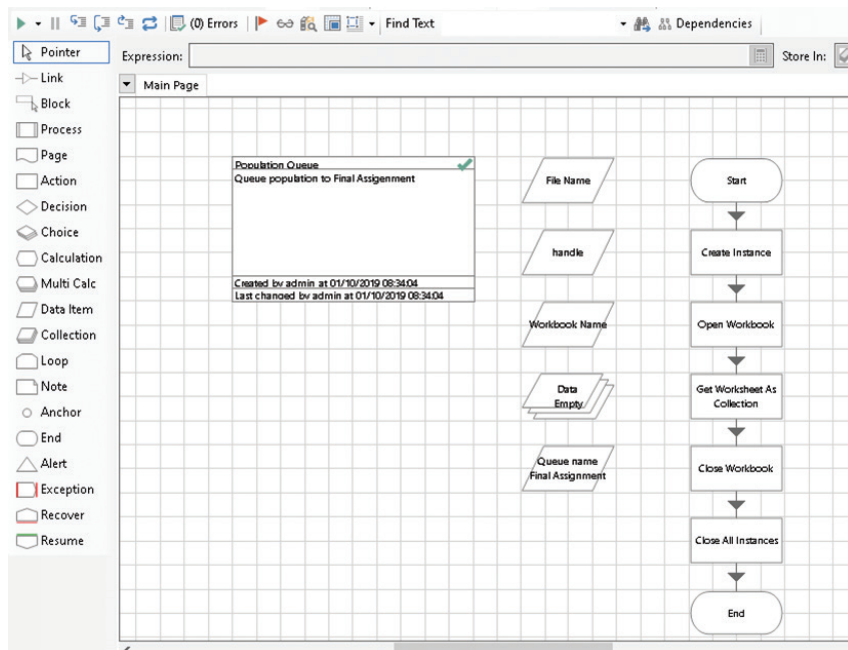 (0) Errors
Find Text
Dependencies
Pointer
Expression:
Store In:
Link
Main Page
Block
Process
Page
Action
Decision
Choice
Calculation
Multi Calc
Data Item
Collection
Loop
Note
Anchor
End
Alert
Exception
Recover
Resume
Population Queue
Queue population to Final Assigenment
Created by admin at 01/10/2019 08:34:04
Last changed by admin at 01/10/2019 08:34:04
File Name
handle
Workbook Name
Data
Empty
Queue name
Final Assignment
Start
Create Instance
Open Workbook
Get Worksheet As
Collection
Close Workbook
Close All Instances
End